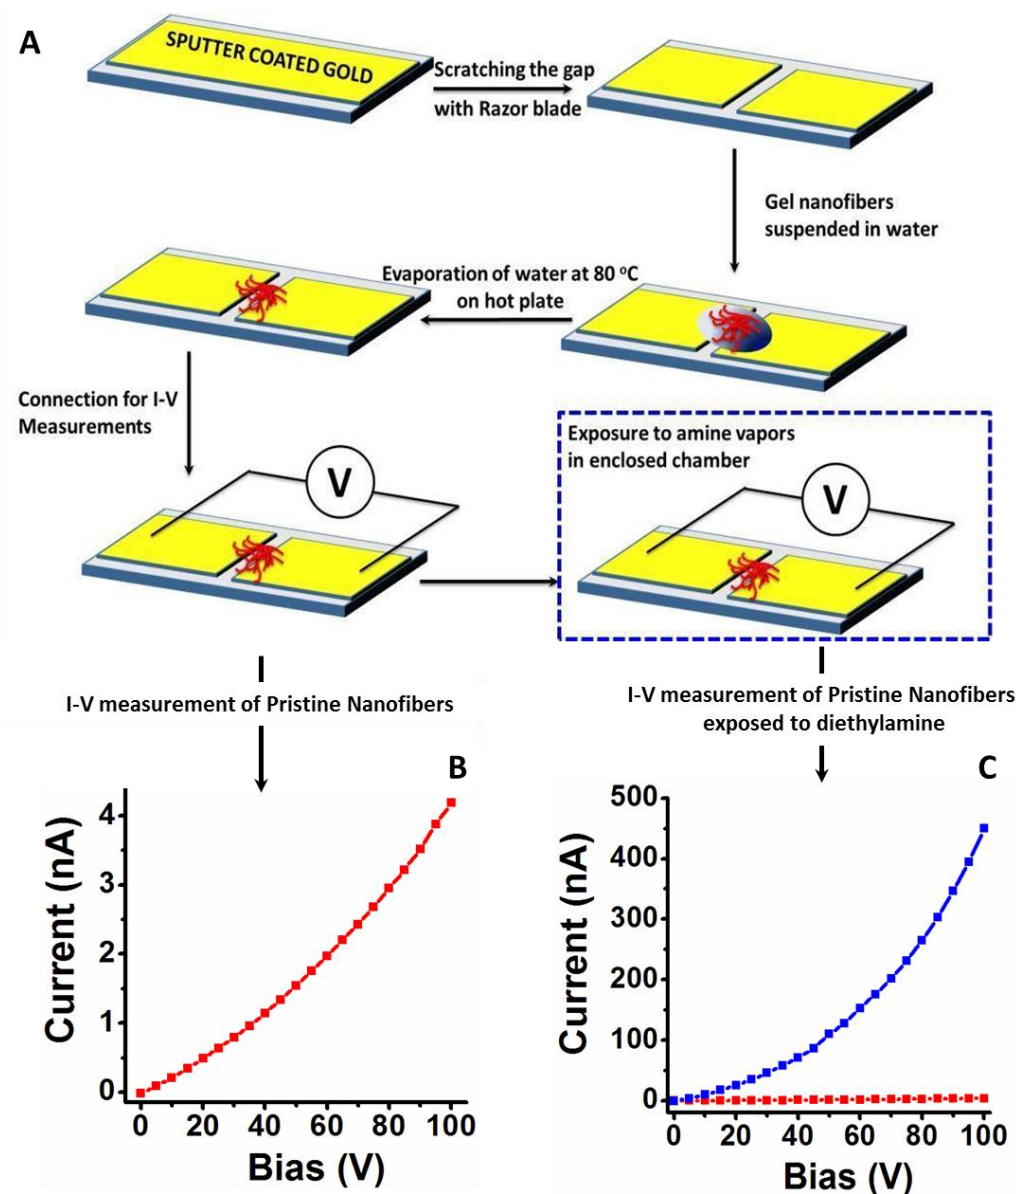 A
SPUTTER COATED GOLD
Scratching the gap
with Razor blade
Gel nanofibers
suspended in water
Evaporation of water at 80 °C
on hot plate
Connection for I-V
Measurements
V
Exposure to amine vapors
in enclosed chamber
V
I-V measurement of Pristine Nanofibers
I-V measurement of Pristine Nanofibers
exposed to diethylamine
B
4
3
2
1
0
Current (nA)
0 20 40 60 80 100
Bias (V)
C
500
400
300
200
100
0
Current (nA)
0 20 40 60 80 100
Bias (V)